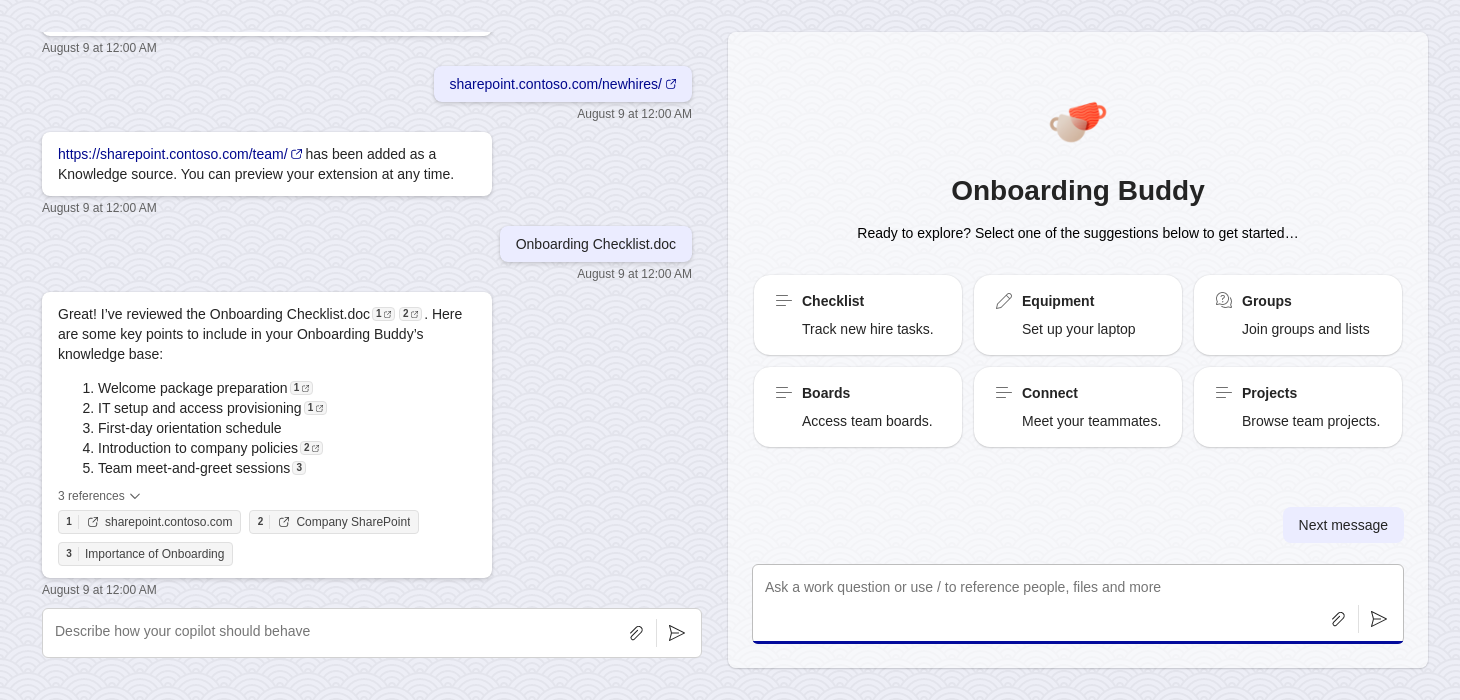 August 9 at 12:00 AM
sharepoint.contoso.com/newhires/
August 9 at 12:00 AM
https://sharepoint.contoso.com/team/ has been added as a
Knowledge source. You can preview your extension at any time.
August 9 at 12:00 AM
Onboarding Checklist.doc
August 9 at 12:00 AM
Great! I've reviewed the Onboarding Checklist.doc 1 2 . Here
are some key points to include in your Onboarding Buddy's
knowledge base:
1. Welcome package preparation 1
2. IT setup and access provisioning 1
3. First-day orientation schedule
4. Introduction to company policies 2
5. Team meet-and-greet sessions 3
3 references
1 sharepoint.contoso.com 2 Company SharePoint
3 Importance of Onboarding
August 9 at 12:00 AM
Describe how your copilot should behave
Onboarding Buddy
Ready to explore? Select one of the suggestions below to get started…
Checklist
Track new hire tasks.
Equipment
Set up your laptop
Groups
Join groups and lists
Boards
Access team boards.
Connect
Meet your teammates.
Projects
Browse team projects.
Next message
Ask a work question or use / to reference people, files and more